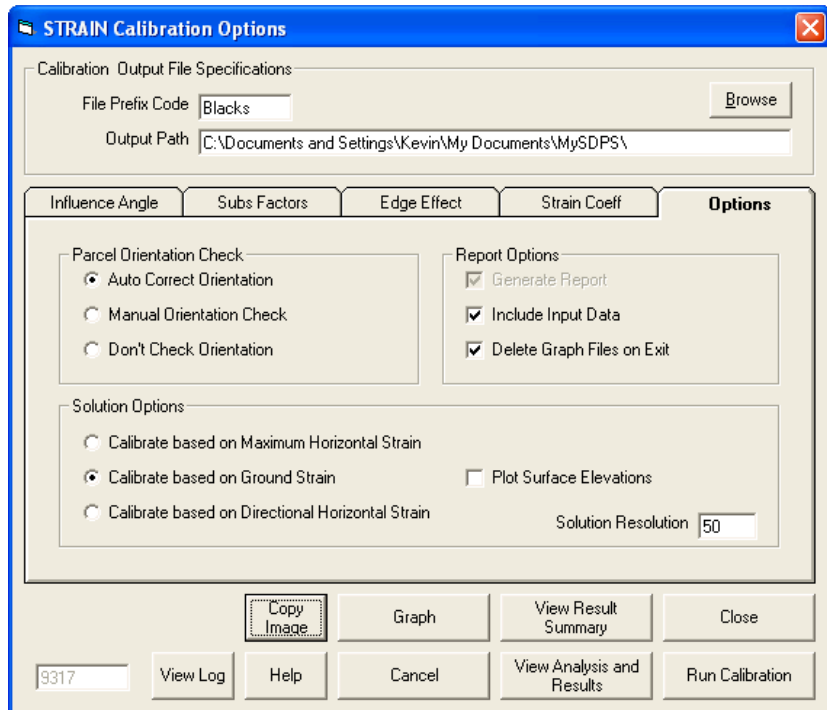 STRAIN Calibration Options
Calibration Output File Specifications
File Prefix Code Blacks
Browse
Output Path C:\Documents and Settings\Kevin\My Documents\MySDPS\
Influence Angle Subs Factors Edge Effect Strain Coeff Options
Parcel Orientation Check
Auto Correct Orientation
Manual Orientation Check
Don't Check Orientation
Report Options
Generate Report
Include Input Data
Delete Graph Files on Exit
Solution Options
Calibrate based on Maximum Horizontal Strain
Calibrate based on Ground Strain
Calibrate based on Directional Horizontal Strain
Plot Surface Elevations
Solution Resolution 50
Copy
Image
Graph
View Result
Summary
Close
9317
View Log
Help
Cancel
View Analysis and
Results
Run Calibration